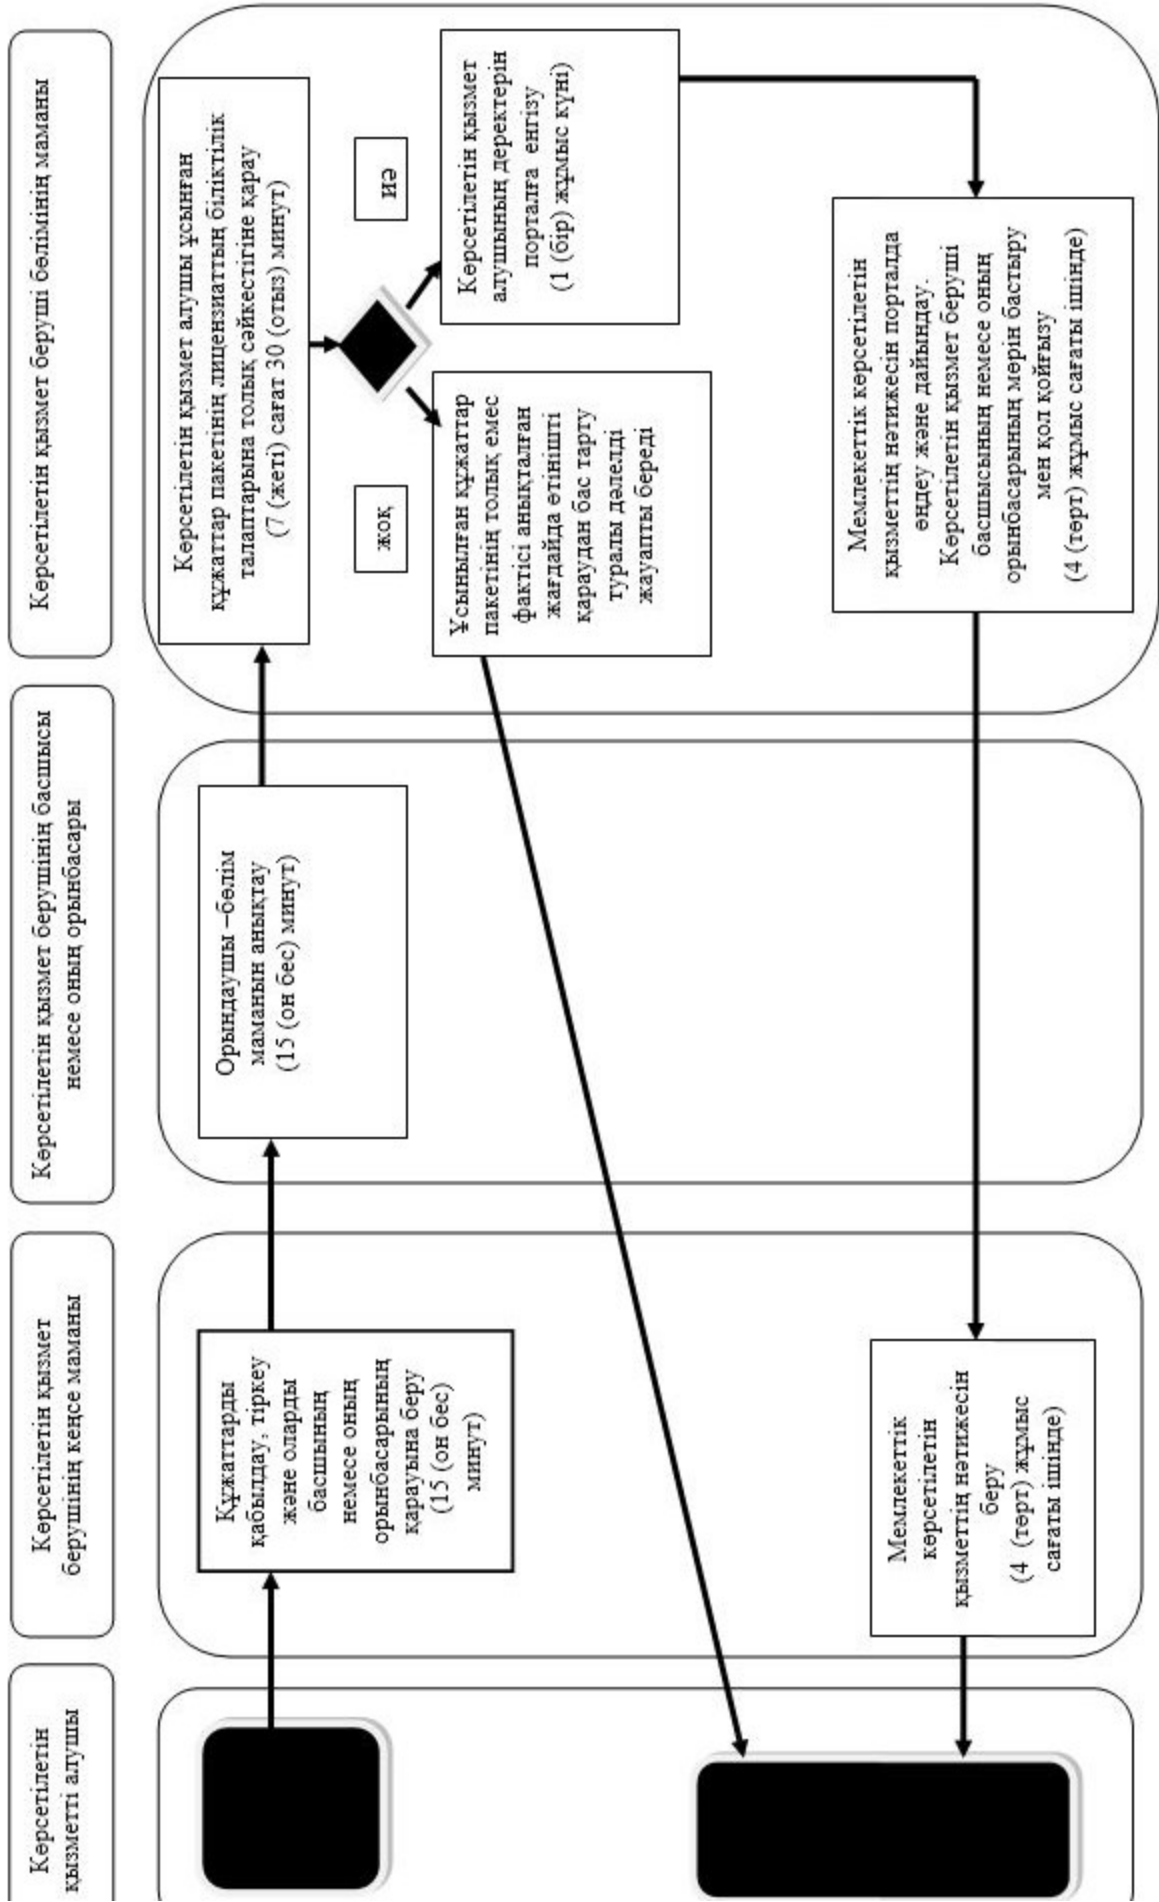 Көрсетілетін
қызметті алушы
Көрсетілетін қызмет
берушінің кеңсе маманы
Көрсетілетін қызмет берушінің басшысы
немесе оның орынбасары
Көрсетілетін қызмет беруші бөлімінің маманы
Құжаттарды
қабылдау, тіркеу
және оларды
басшының
немесе оның
орынбасарының
қарауына беру
(15 (он бес)
минут)
Орындаушы –бөлім
маманын анықтау
(15 (он бес) минут)
Көрсетілетін қызмет алушы ұсынған
құжаттар пакетінің лицензиаттың біліктілік
талаптарына толық сәйкестігіне қарау
(7 (жеті) сағат 30 (отыз) минут)
жоқ
иә
Ұсынылған құжаттар
пакетінің толық емес
фактісі анықталған
жағдайда өтінішті
қараудан бас тарту
туралы дәлелді
жауапты береді
Көрсетілетін қызмет
алушының деректерін
порталға енгізу
(1 (бір) жұмыс күні)
Мемлекеттік көрсетілетін
қызметтің нәтижесін порталда
өңдеу және дайындау.
Көрсетілетін қызмет беруші
басшысының немесе оның
орынбасарының мөрін бастыру
мен қол қойғызу
(4 (төрт) жұмыс сағаты ішінде)
Мемлекеттік
көрсетілетін
қызметтің нәтижесін
беру
(4 (төрт) жұмыс
сағаты ішінде)